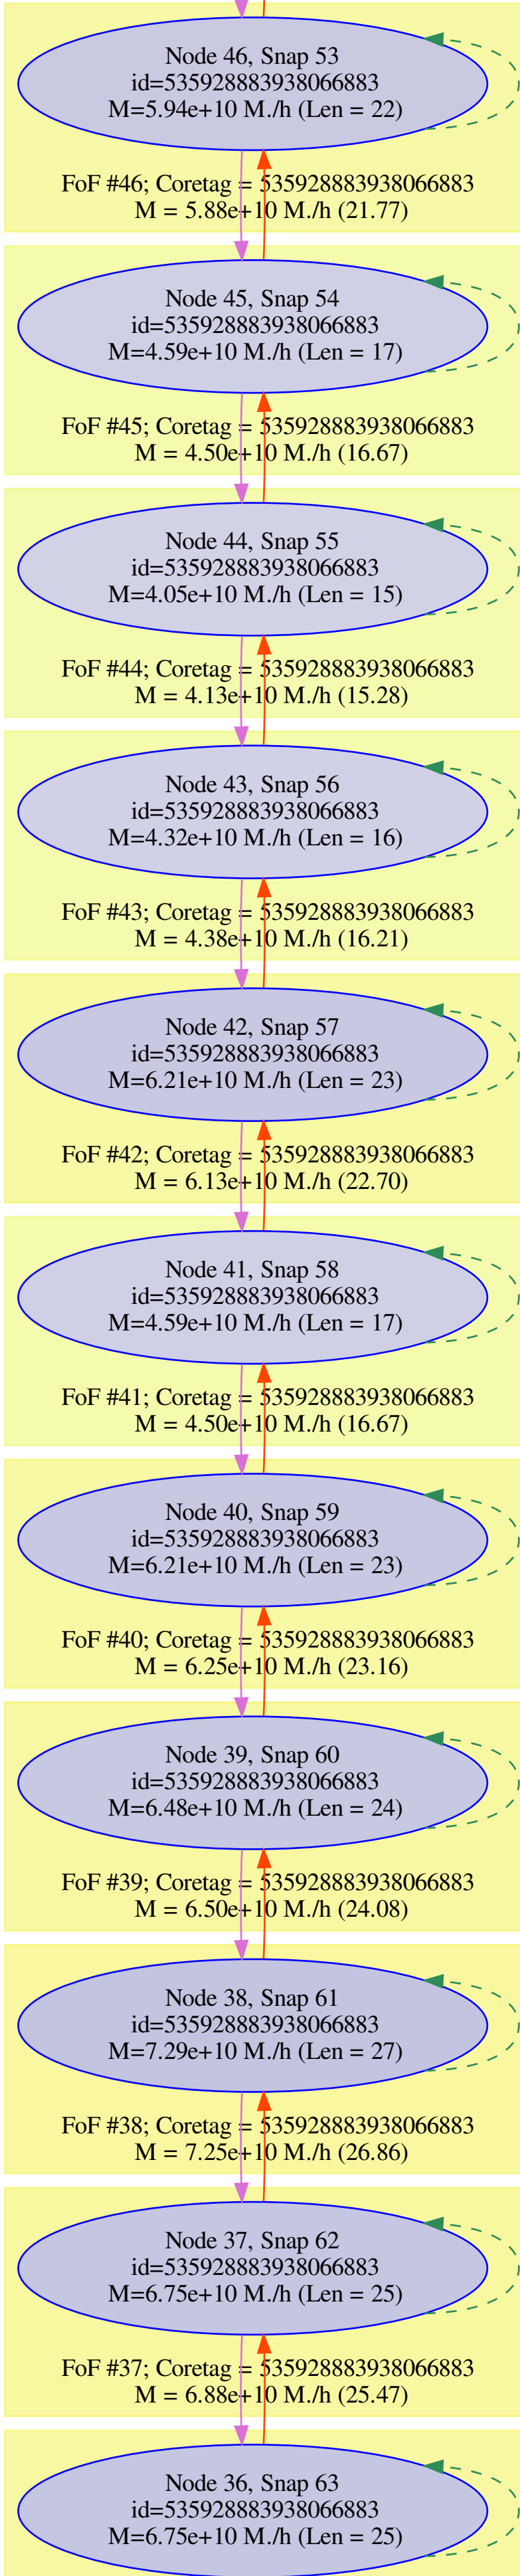 Node 46, Snap 53
id=535928883938066883
M=5.94e+10 M./h (Len = 22)
FoF #46; Coretag = 535928883938066883
M = 5.88e+10 M./h (21.77)
Node 45, Snap 54
id=535928883938066883
M=4.59e+10 M./h (Len = 17)
FoF #45; Coretag = 535928883938066883
M = 4.50e+10 M./h (16.67)
Node 44, Snap 55
id=535928883938066883
M=4.05e+10 M./h (Len = 15)
FoF #44; Coretag = 535928883938066883
M = 4.13e+10 M./h (15.28)
Node 43, Snap 56
id=535928883938066883
M=4.32e+10 M./h (Len = 16)
FoF #43; Coretag = 535928883938066883
M = 4.38e+10 M./h (16.21)
Node 42, Snap 57
id=535928883938066883
M=6.21e+10 M./h (Len = 23)
FoF #42; Coretag = 535928883938066883
M = 6.13e+10 M./h (22.70)
Node 41, Snap 58
id=535928883938066883
M=4.59e+10 M./h (Len = 17)
FoF #41; Coretag = 535928883938066883
M = 4.50e+10 M./h (16.67)
Node 40, Snap 59
id=535928883938066883
M=6.21e+10 M./h (Len = 23)
FoF #40; Coretag = 535928883938066883
M = 6.25e+10 M./h (23.16)
Node 39, Snap 60
id=535928883938066883
M=6.48e+10 M./h (Len = 24)
FoF #39; Coretag = 535928883938066883
M = 6.50e+10 M./h (24.08)
Node 38, Snap 61
id=535928883938066883
M=7.29e+10 M./h (Len = 27)
FoF #38; Coretag = 535928883938066883
M = 7.25e+10 M./h (26.86)
Node 37, Snap 62
id=535928883938066883
M=6.75e+10 M./h (Len = 25)
FoF #37; Coretag = 535928883938066883
M = 6.88e+10 M./h (25.47)
Node 36, Snap 63
id=535928883938066883
M=6.75e+10 M./h (Len = 25)